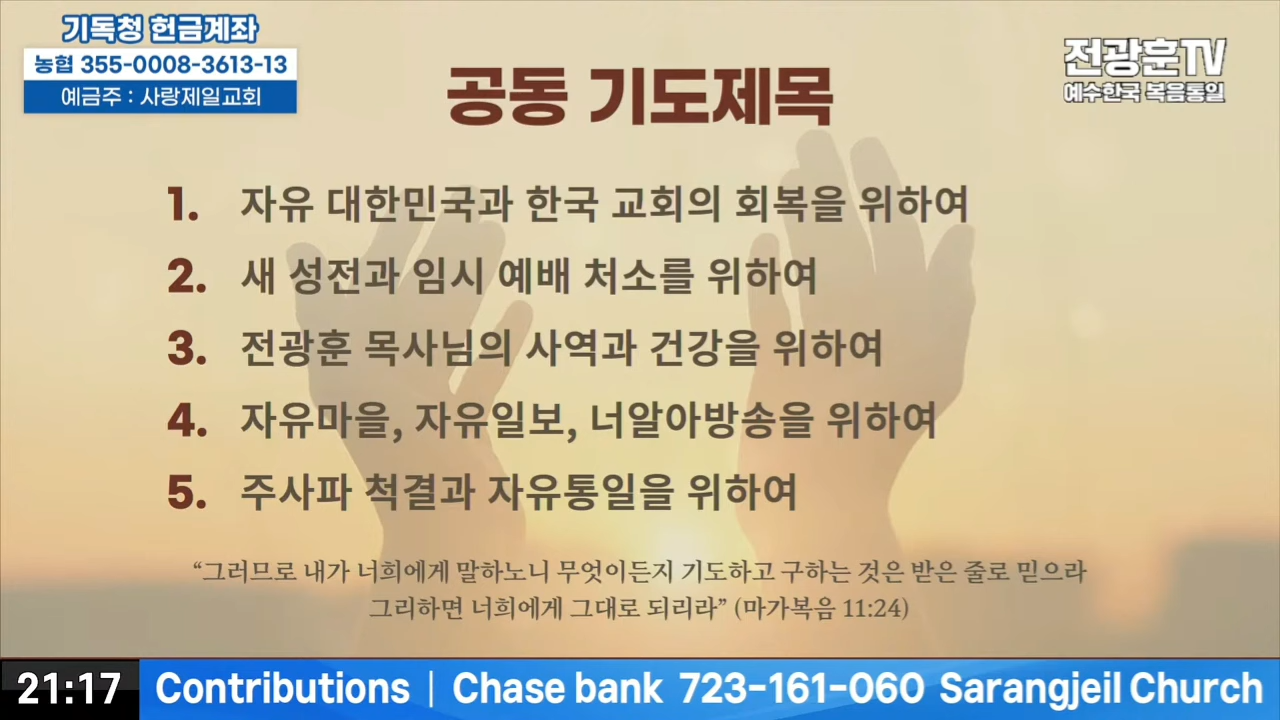 기독청 헌금계좌
농협 355-0008-3613-13
예금주 : 사랑제일교회
전광훈TV
예수한국 복음통일
공동 기도제목
1. 자유 대한민국과 한국 교회의 회복을 위하여
2. 새 성전과 임시 예배 처소를 위하여
3. 전광훈 목사님의 사역과 건강을 위하여
4. 자유마을, 자유일보, 너알아방송을 위하여
5. 주사파 척결과 자유통일을 위하여
“그러므로 내가 너희에게 말하노니 무엇이든지 기도하고 구하는 것은 받은 줄로 믿으라
그리하면 너희에게 그대로 되리라” (마가복음 11:24)
21:17 Contributions | Chase bank 723-161-060 Sarangjeil Church